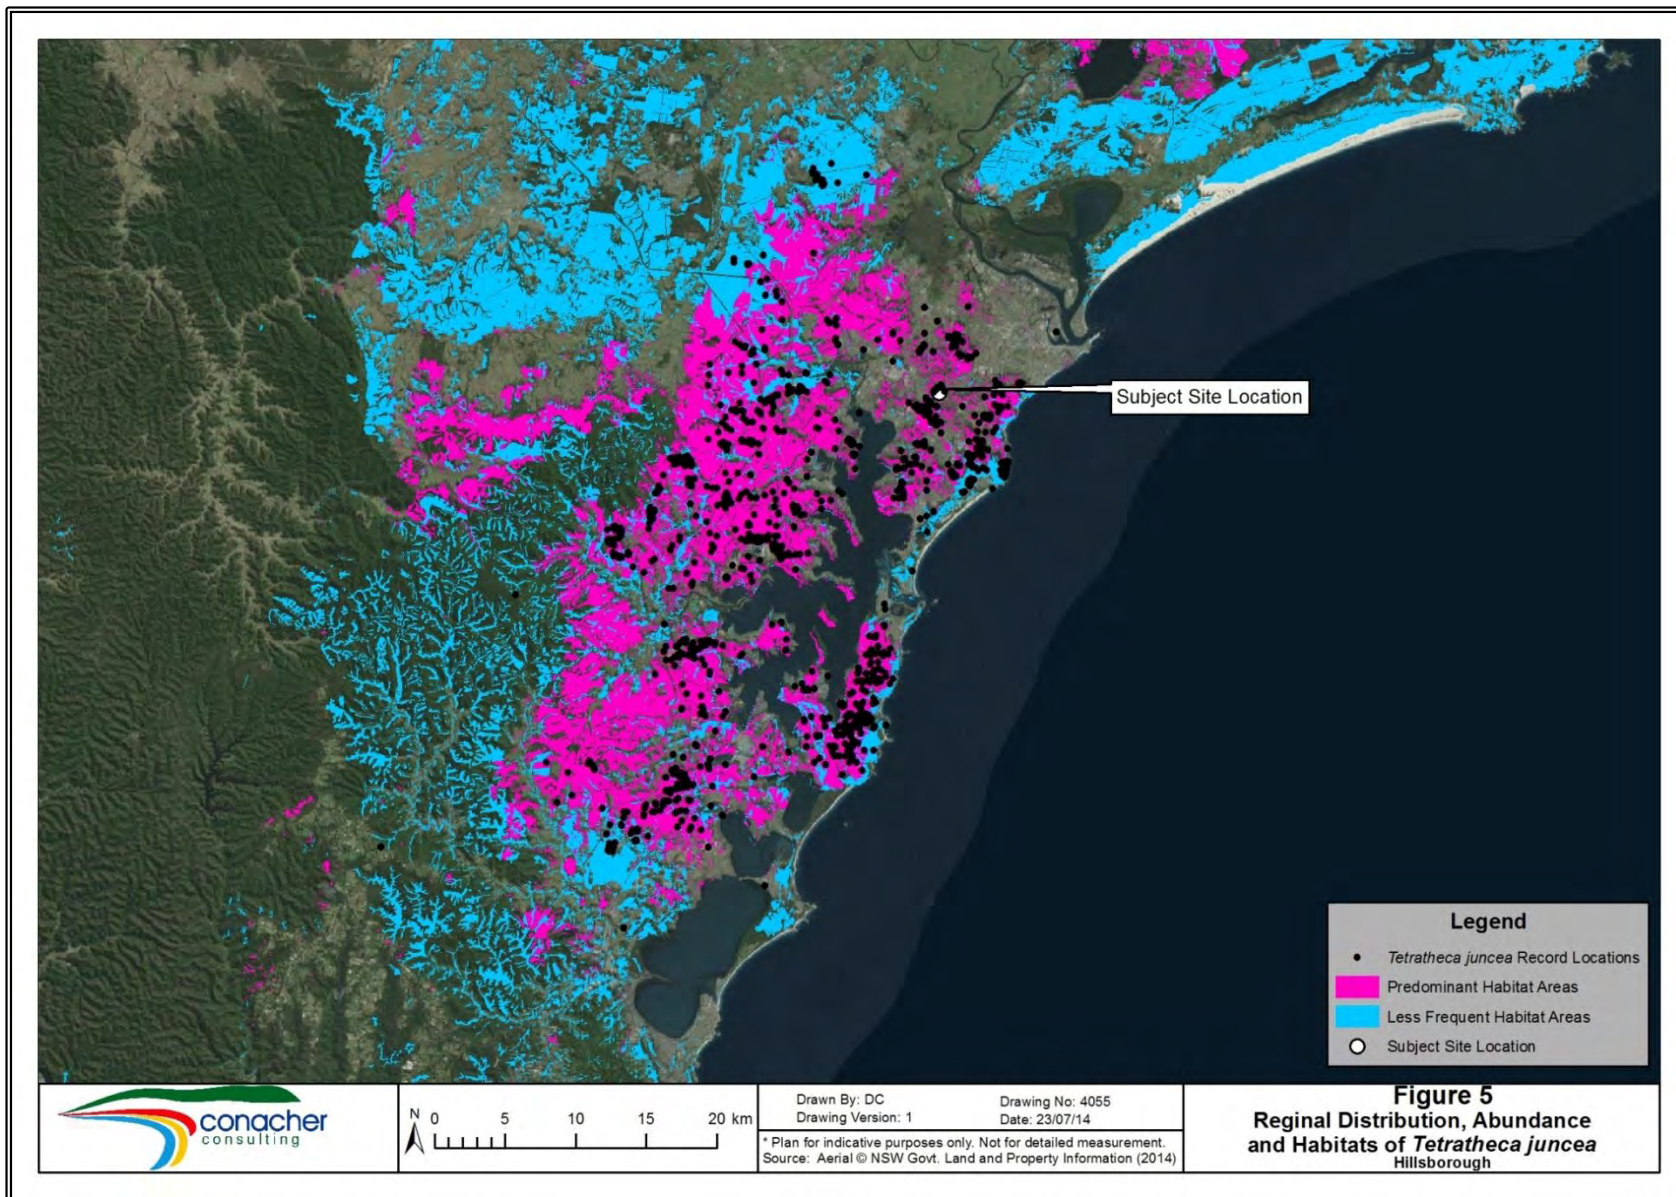 Subject Site Location
Legend
Tetratheca juncea Record Locations
Predominant Habitat Areas
Less Frequent Habitat Areas
Subject Site Location
conacher
consulting
N 0 5 10 15 20 km
Drawn By: DC
Drawing Version: 1
Drawing No: 4055
Date: 23/07/14
* Plan for indicative purposes only. Not for detailed measurement.
Source: Aerial © NSW Govt. Land and Property Information (2014)
Figure 5
Reginal Distribution, Abundance
and Habitats of Tetratheca juncea
Hillsborough